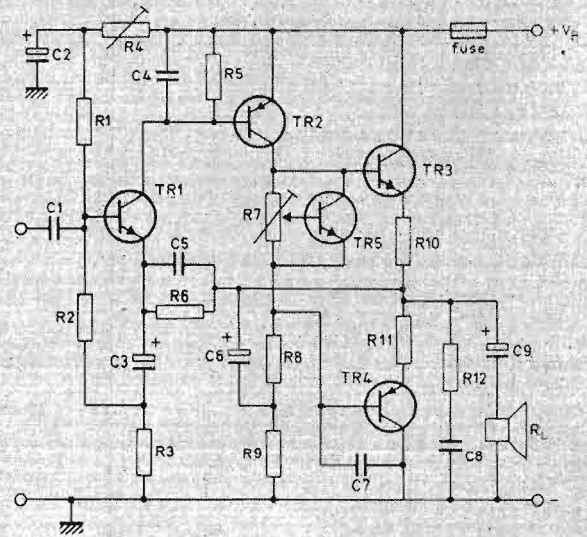 C2
R4
C4
R5
fuse
+VB
R1
TR2
TR3
C1
TR1
R7
TR5
R10
C5
R6
R2
C3
C6
R8
R11
C9
TR4
R12
R9
R3
C7
C8
RL
+
+
+
+
-